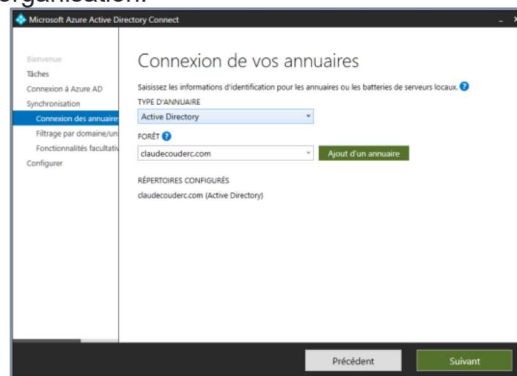 organisation.
Microsoft Azure Active Directory Connect
Bienvenue
Tâches
Connexion à Azure AD
Synchronisation
Connexion des annuaire
Filtrage par domaine/un
Fonctionnalités facultativ
Configurer
Connexion de vos annuaires
Saisissez les informations d'identification pour les annuaires ou les batteries de serveurs locaux. ?
TYPE D'ANNUAIRE
Active Directory
FORÊT ?
claudecouderc.com
Ajout d'un annuaire
RÉPERTOIRES CONFIGURÉS
claudecouderc.com (Active Directory)
Précédent
Suivant